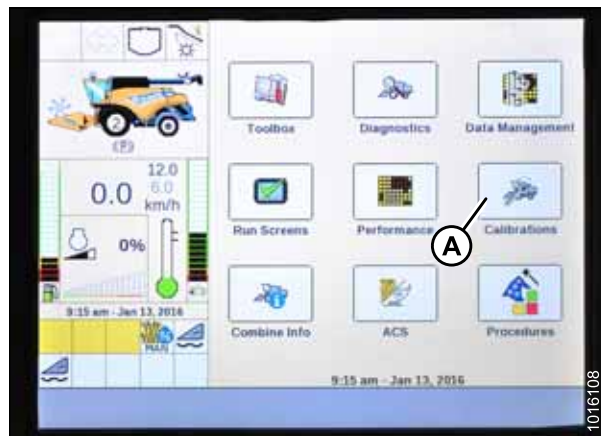 Toolbox
Diagnostics
Data Management
2
(P)
12.0
6.0
0.0
km/h
Run Screens
Performance
Calibrations
A
0%
9:15 am - Jan 13, 2016
MAN
Combine Info
ACS
Procedures
9:15 am - Jan 13, 2016
1016108